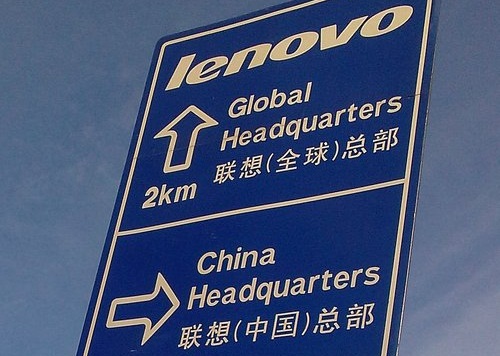 lenovo
Global
Headquarters
联想(全球)总部
2km
China
Headquarters
联想(中国)总部